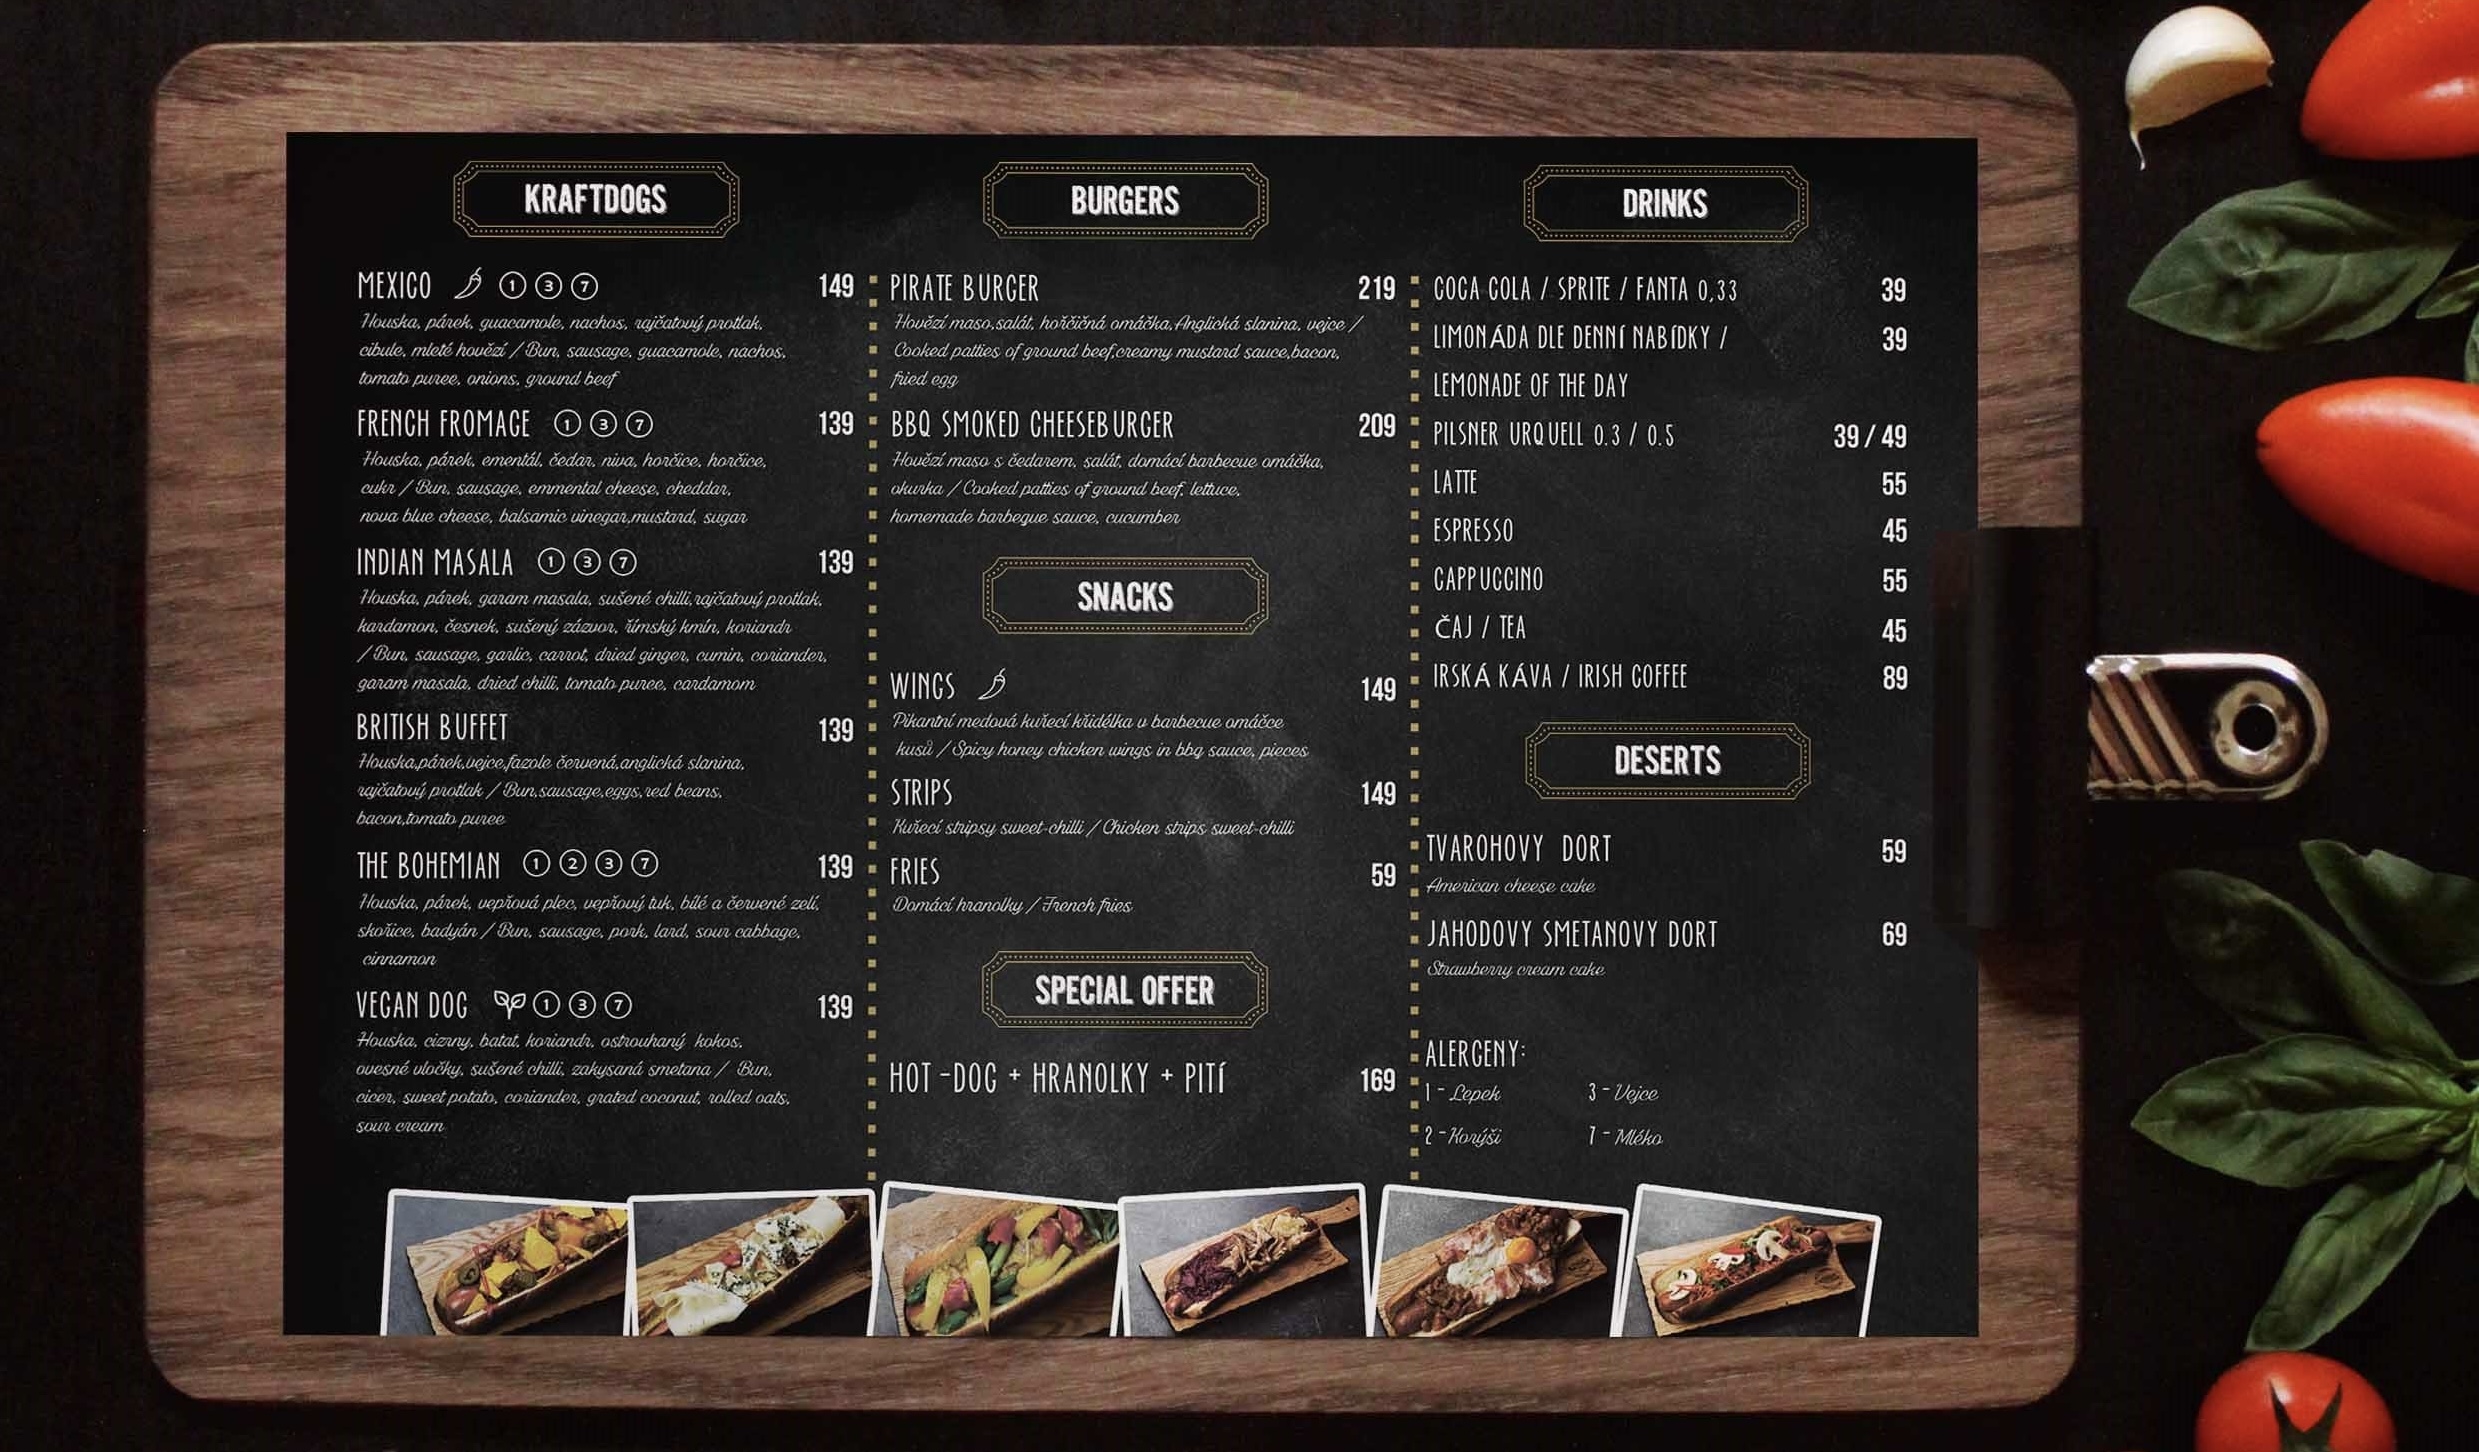 KRAFTDOGS
MEXICO 1 3 7 149
Houska, párek, guacamole, nachos, rajčatový protlak,
cibule, mleté hovězí / Bun, sausage, guacamole, nachos,
tomato puree, onions, ground beef
FRENCH FROMAGE 1 3 7 139
Houska, párek, ementál, čedar, niva, horčice, horčice,
cukr / Bun, sausage, emmental cheese, cheddar,
nova blue cheese, balsamic vinegar,mustard, sugar
INDIAN MASALA 1 3 7 139
Houska, párek, garam masala, sušené chilli,rajčatový protlak,
kardamon, česnek, sušený zázvor, římský kmín, koriandr
/ Bun, sausage, garlic, carrot, dried ginger, cumin, coriander,
garam masala, dried chilli, tomato puree, cardamom
BRITISH BUFFET 139
Houska,párek,vejce,fazole červená,anglická slanina,
rajčatový protlak / Bun,sausage,eggs,red beans,
bacon,tomato puree
THE BOHEMIAN 1 2 3 7 139
Houska, párek, vepřová plec, vepřový tuk, bílé a červené zelí,
skořice, badyán / Bun, sausage, pork, lard, sour cabbage,
cinnamon
VEGAN DOG 1 3 7 139
Houska, cizrny, batat, koriandr, ostrouhaný kokos,
ovesné vločky, sušené chilli, zakysaná smetana / Bun,
cicer, sweet potato, coriander, grated coconut, rolled oats,
sour cream
BURGERS
PIRATE BURGER 219
Hovězí maso,salát, hořčičná omáčka,Anglická slanina, vejce /
Cooked patties of ground beef,creamy mustard sauce,bacon,
fried egg
BBQ SMOKED CHEESEBURGER 209
Hovězí maso s čedarem, salát, domácí barbecue omáčka,
okurka / Cooked patties of ground beef, lettuce,
homemade barbegue sauce, cucumber
SNACKS
WINGS 149
Pikantní medová kuřecí křidélka v barbecue omáčce
kusů / Spicy honey chicken wings in bbq sauce, pieces
STRIPS 149
Kuřecí stripsy sweet-chilli / Chicken strips sweet-chilli
FRIES 59
Domácí hranolky / French fries
SPECIAL OFFER
HOT -DOG + HRANOLKY + PITÍ 169
DRINKS
COCA COLA / SPRITE / FANTA 0,33 39
LIMONÁDA DLE DENNÍ NABÍDKY / 39
LEMONADE OF THE DAY
PILSNER URQUELL 0.3 / 0.5 39 / 49
LATTE 55
ESPRESSO 45
CAPPUCCINO 55
ČAJ / TEA 45
IRSKÁ KÁVA / IRISH COFFEE 89
DESERTS
TVAROHOVY DORT 59
American cheese cake
JAHODOVY SMETANOVY DORT 69
Strawberry cream cake
ALERGENY:
1 - Lepek 3 - Vejce
2 - Korýši 7 - Mléko